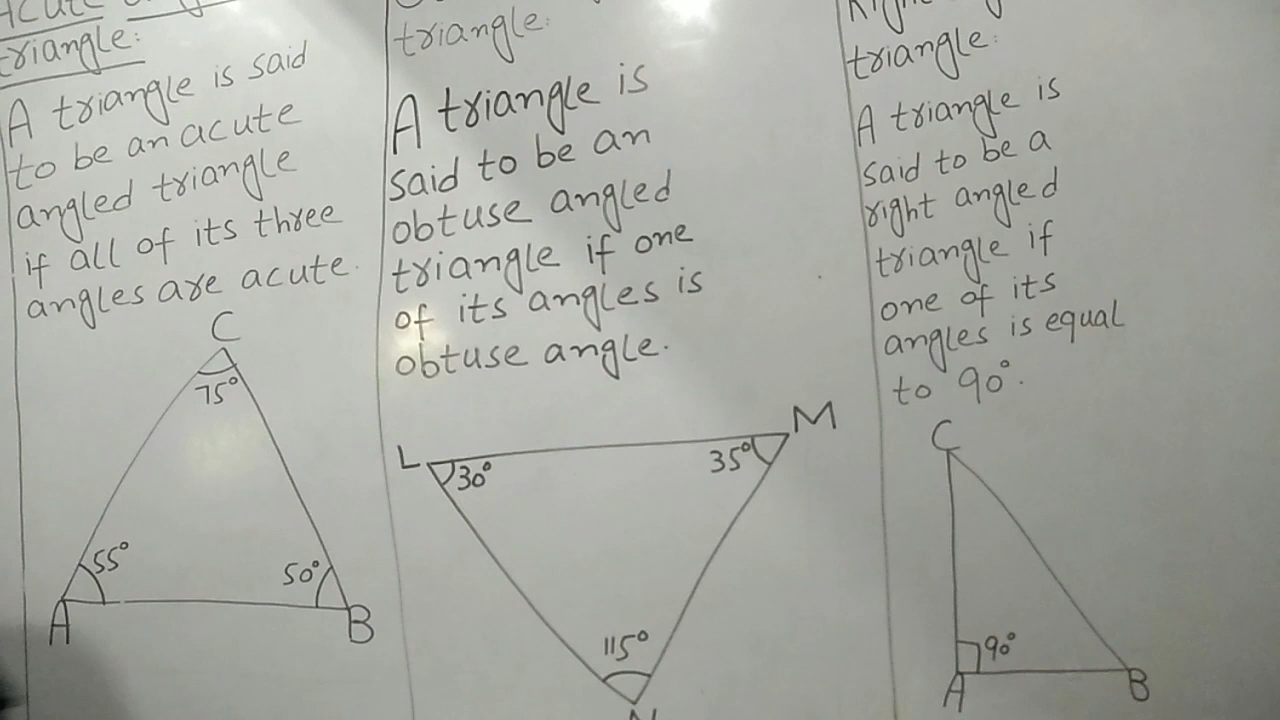 Acute
triangle:
A triangle is said
to be an acute
angled triangle
if all of its three
angles are acute.
C
75°
55°
50°
A
B
triangle:
A triangle is
said to be an
obtuse angled
triangle if one
of its angles is
obtuse angle.
L
M
30°
35°
115°
N
Right
triangle:
A triangle is
said to be a
right angled
triangle if
one of its
angles is equal
to 90°.
C
90°
A
B